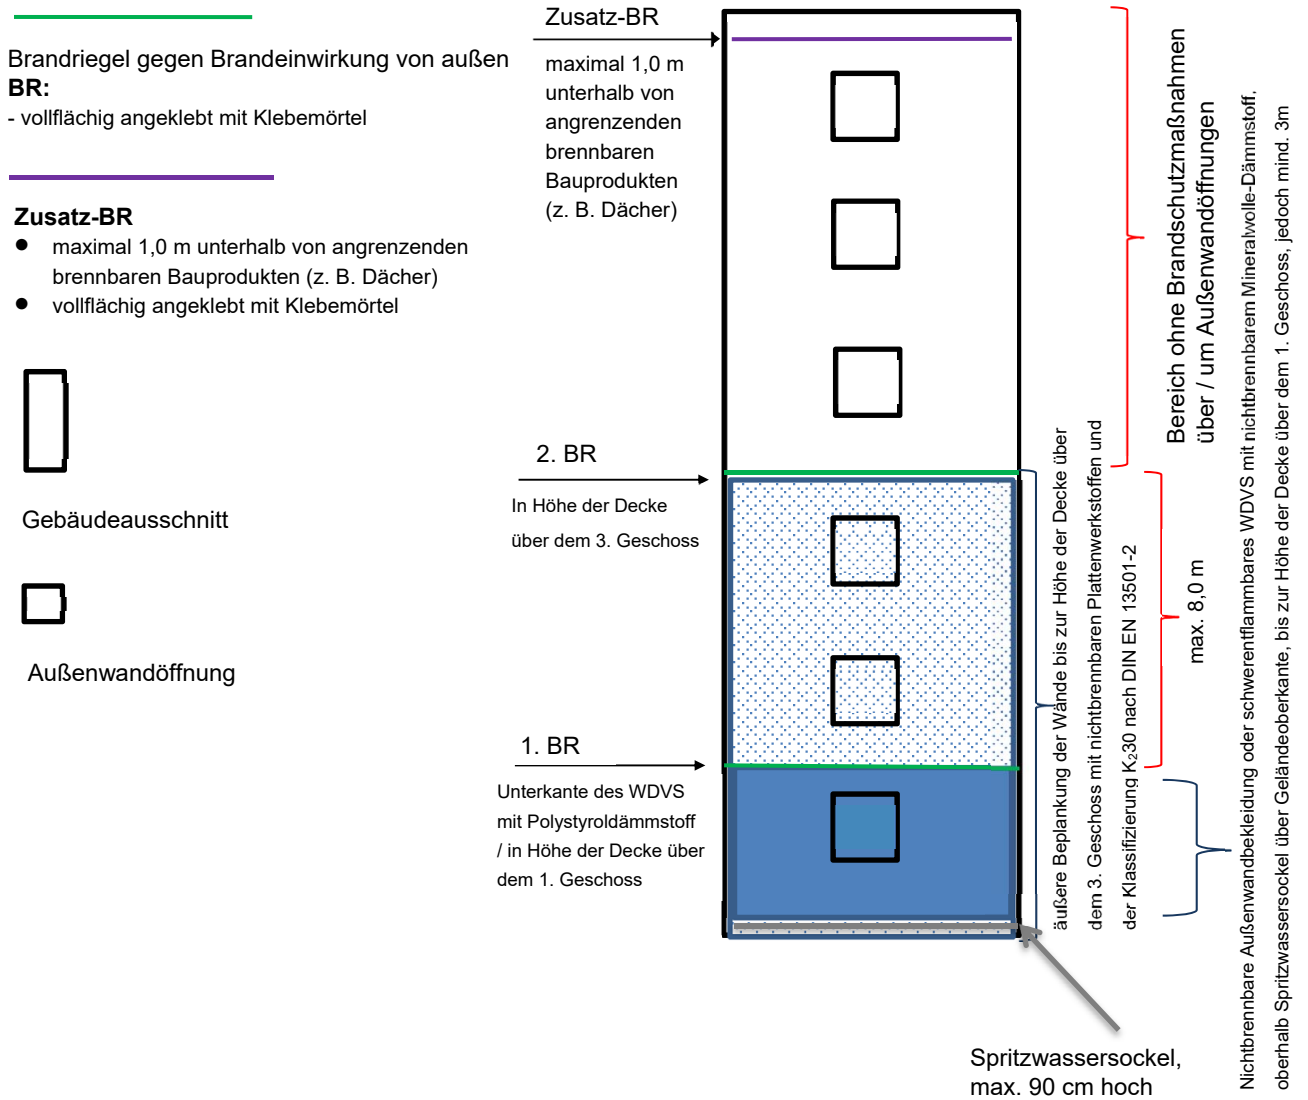 Brandriegel gegen Brandeinwirkung von außen
BR:
- vollflächig angeklebt mit Klebemörtel
Zusatz-BR
● maximal 1,0 m unterhalb von angrenzenden
brennbaren Bauprodukten (z. B. Dächer)
● vollflächig angeklebt mit Klebemörtel
Gebäudeausschnitt
Außenwandöffnung
Zusatz-BR
maximal 1,0 m
unterhalb von
angrenzenden
brennbaren
Bauprodukten
(z. B. Dächer)
2. BR
In Höhe der Decke
über dem 3. Geschoss
1. BR
Unterkante des WDVS
mit Polystyroldämmstoff
/ in Höhe der Decke über
dem 1. Geschoss
äußere Beplankung der Wände bis zur Höhe der Decke über
dem 3. Geschoss mit nichtbrennbaren Plattenwerkstoffen und
der Klassifizierung K₂30 nach DIN EN 13501-2
Bereich ohne Brandschutzmaßnahmen
über / um Außenwandöffnungen
max. 8,0 m
Nichtbrennbare Außenwandbekleidung oder schwerentflammbares WDVS mit nichtbrennbarem Mineralwolle-Dämmstoff,
oberhalb Spritzwassersockel über Geländeoberkante, bis zur Höhe der Decke über dem 1. Geschoss, jedoch mind. 3m
Spritzwassersockel,
max. 90 cm hoch